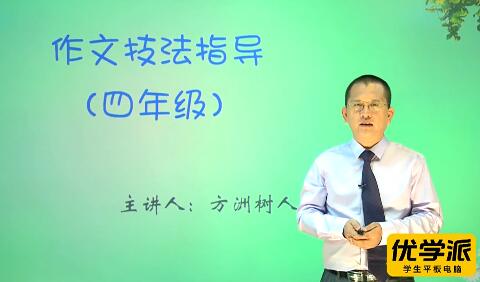 作文技法指导
（四年级）
主讲人：方洲树人
优学派
学生平板电脑